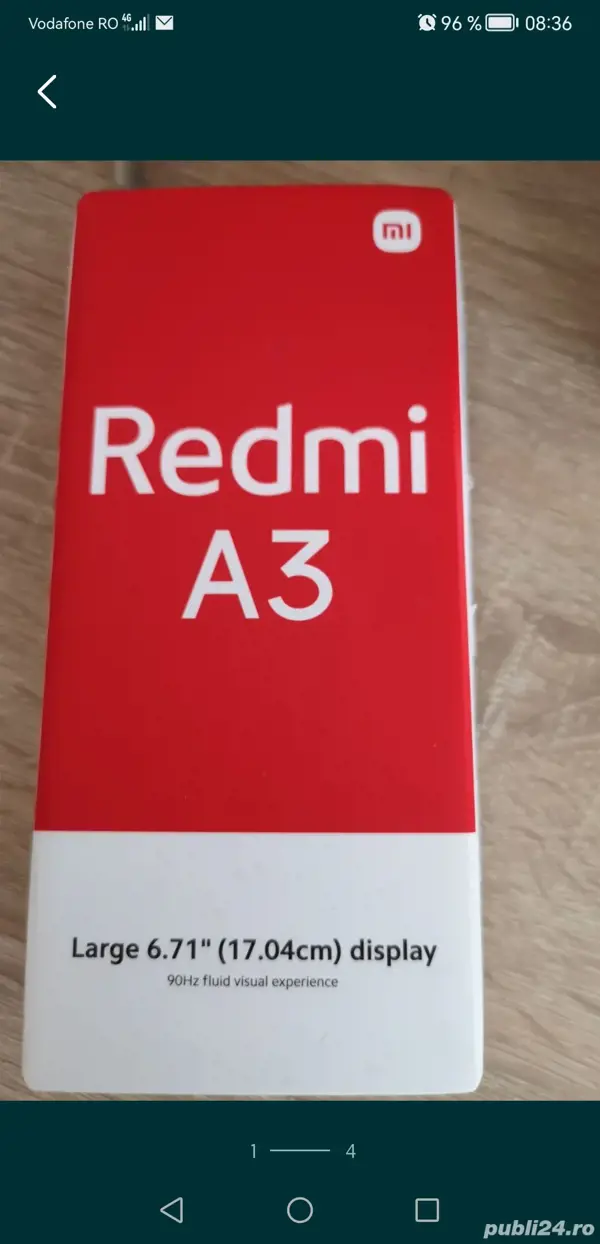 Vodafone RO 4G 96 % 08:36
mi
Redmi
A3
Large 6.71" (17.04cm) display
90Hz fluid visual experience
1 4
publi24.ro